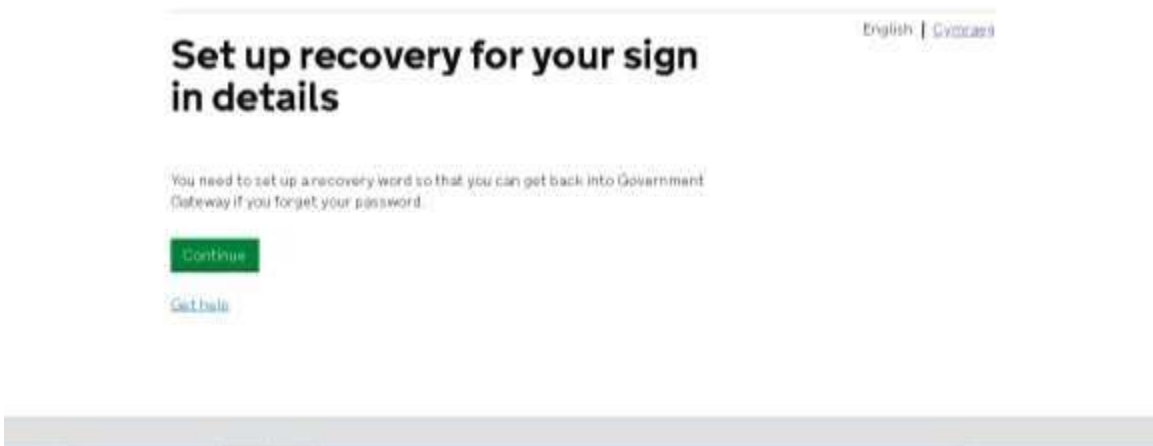 English | Cymraeg
Set up recovery for your sign
in details
You need to set up a recovery word so that you can get back into Government
Gateway if you forget your password.
Continue
Get help